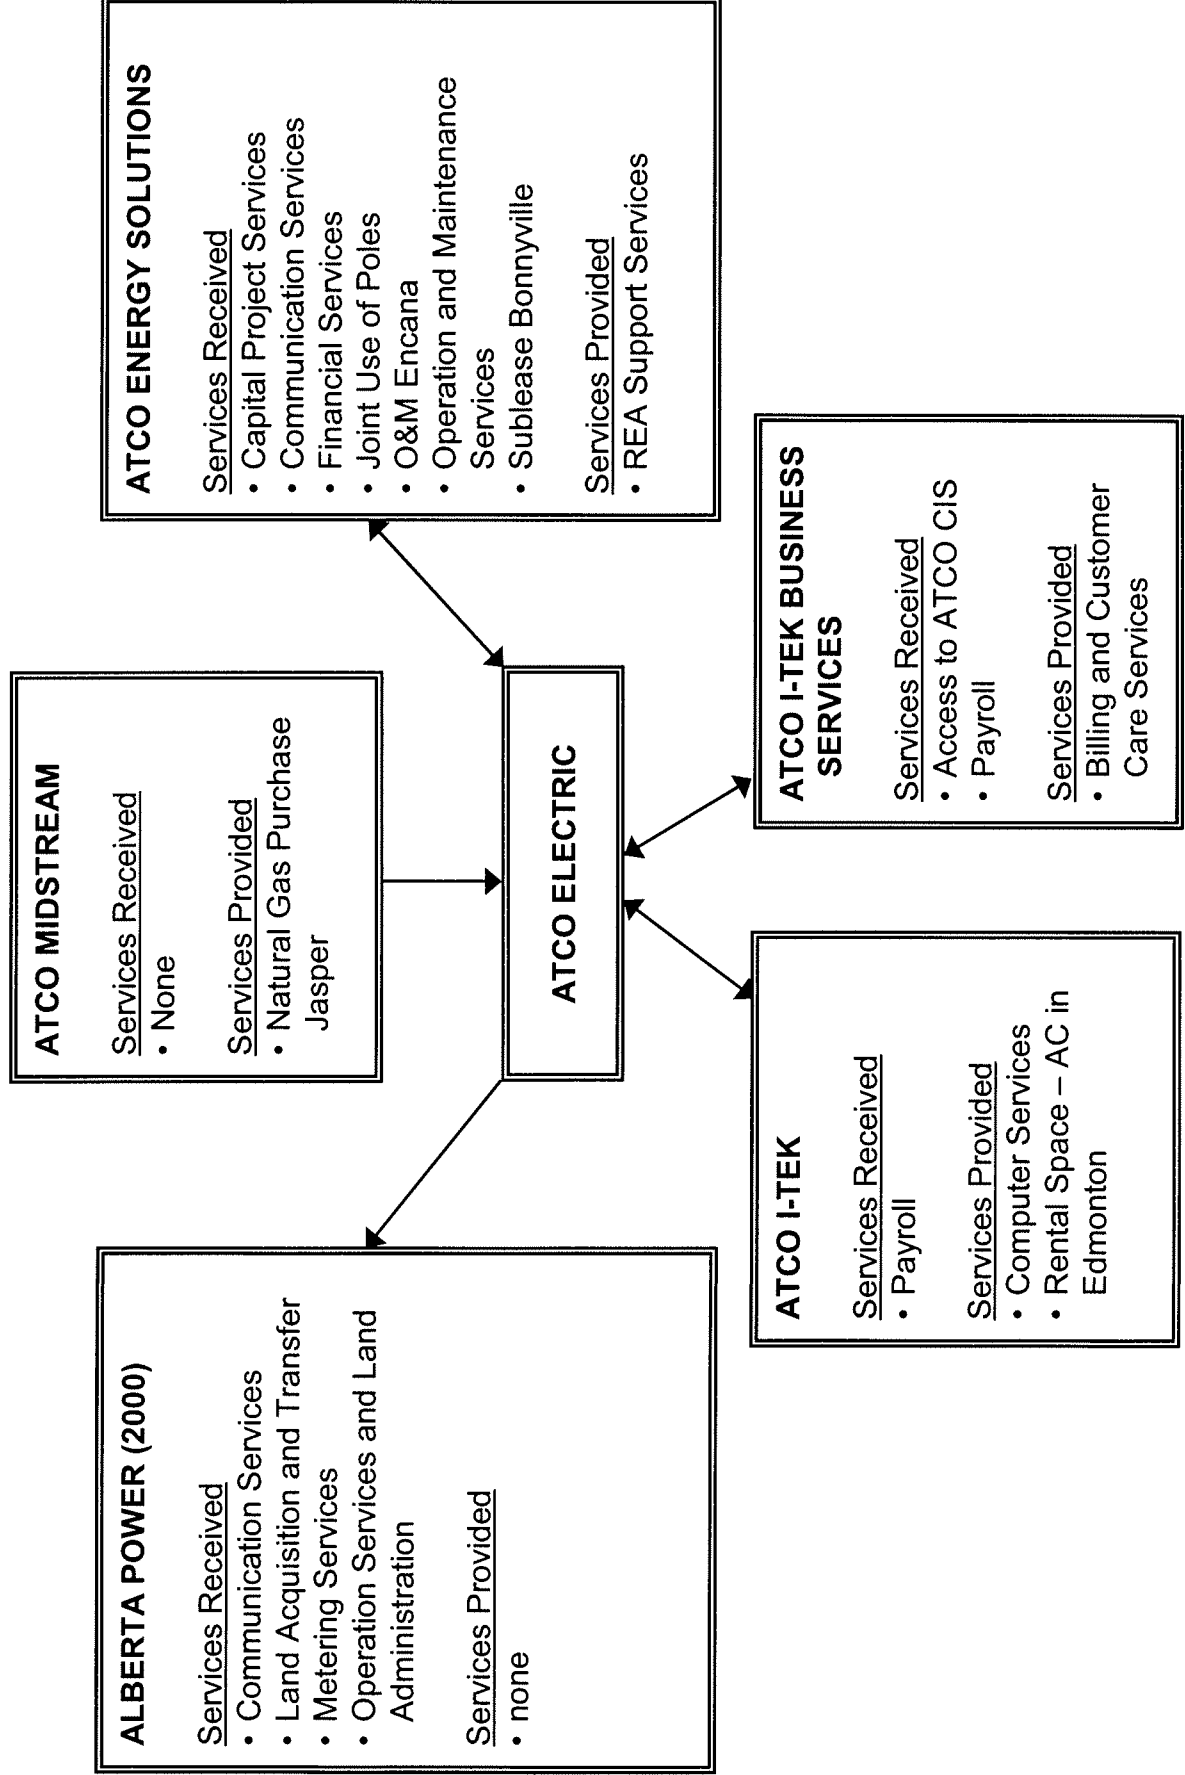 ALBERTA POWER (2000)
Services Received
• Communication Services
• Land Acquisition and Transfer
• Metering Services
• Operation Services and Land
Administration
Services Provided
• none
ATCO MIDSTREAM
Services Received
• None
Services Provided
• Natural Gas Purchase
Jasper
ATCO ENERGY SOLUTIONS
Services Received
• Capital Project Services
• Communication Services
• Financial Services
• Joint Use of Poles
• O&M Encana
• Operation and Maintenance
Services
• Sublease Bonnyville
Services Provided
• REA Support Services
ATCO ELECTRIC
ATCO I-TEK
Services Received
• Payroll
Services Provided
• Computer Services
• Rental Space – AC in
Edmonton
ATCO I-TEK BUSINESS
SERVICES
Services Received
• Access to ATCO CIS
• Payroll
Services Provided
• Billing and Customer
Care Services